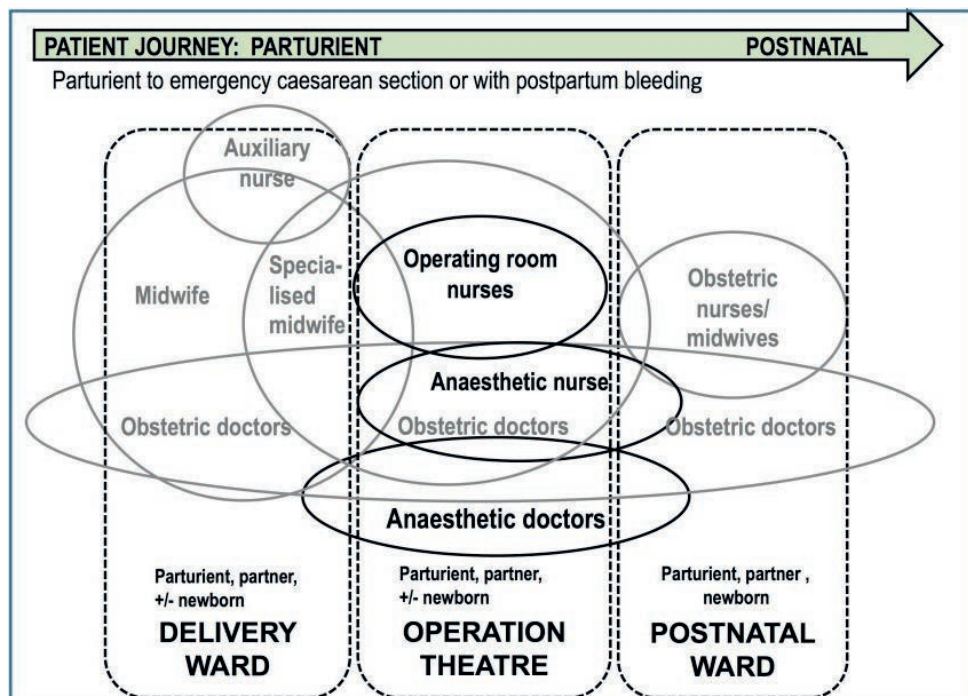 PATIENT JOURNEY: PARTURIENT POSTNATAL
Parturient to emergency caesarean section or with postpartum bleeding
Auxiliary
nurse
Midwife
Specia-
lised
midwife
Operating room
nurses
Obstetric
nurses/
midwives
Anaesthetic nurse
Obstetric doctors
Obstetric doctors
Obstetric doctors
Anaesthetic doctors
Parturient, partner,
+/- newborn
DELIVERY
WARD
Parturient, partner,
+/- newborn
OPERATION
THEATRE
Parturient, partner ,
newborn
POSTNATAL
WARD